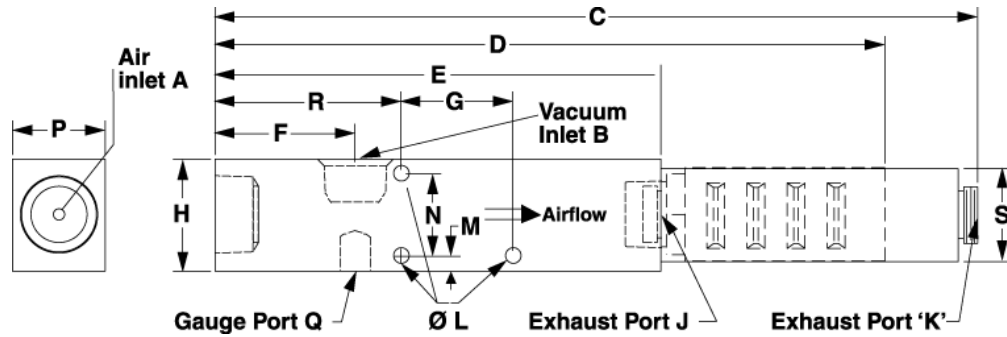 C
D
Air
inlet A
E
R
G
Vacuum
Inlet B
P
F
H
N
M
Airflow
S
Gauge Port Q
Ø L
Exhaust Port J
Exhaust Port ‘K’